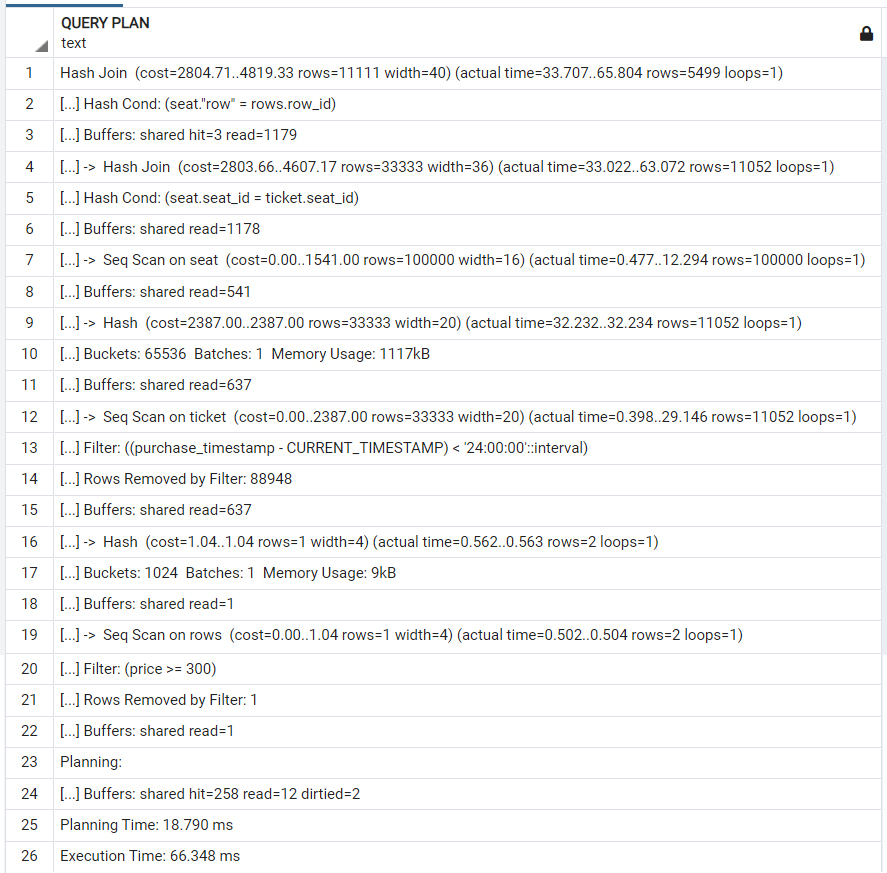 QUERY PLAN
text
1 Hash Join (cost=2804.71..4819.33 rows=11111 width=40) (actual time=33.707..65.804 rows=5499 loops=1)
2 [...] Hash Cond: (seat."row" = rows.row_id)
3 [...] Buffers: shared hit=3 read=1179
4 [...] -> Hash Join (cost=2803.66..4607.17 rows=33333 width=36) (actual time=33.022..63.072 rows=11052 loops=1)
5 [...] Hash Cond: (seat.seat_id = ticket.seat_id)
6 [...] Buffers: shared read=1178
7 [...] -> Seq Scan on seat (cost=0.00..1541.00 rows=100000 width=16) (actual time=0.477..12.294 rows=100000 loops=1)
8 [...] Buffers: shared read=541
9 [...] -> Hash (cost=2387.00..2387.00 rows=33333 width=20) (actual time=32.232..32.234 rows=11052 loops=1)
10 [...] Buckets: 65536 Batches: 1 Memory Usage: 1117kB
11 [...] Buffers: shared read=637
12 [...] -> Seq Scan on ticket (cost=0.00..2387.00 rows=33333 width=20) (actual time=0.398..29.146 rows=11052 loops=1)
13 [...] Filter: ((purchase_timestamp - CURRENT_TIMESTAMP) < '24:00:00'::interval)
14 [...] Rows Removed by Filter: 88948
15 [...] Buffers: shared read=637
16 [...] -> Hash (cost=1.04..1.04 rows=1 width=4) (actual time=0.562..0.563 rows=2 loops=1)
17 [...] Buckets: 1024 Batches: 1 Memory Usage: 9kB
18 [...] Buffers: shared read=1
19 [...] -> Seq Scan on rows (cost=0.00..1.04 rows=1 width=4) (actual time=0.502..0.504 rows=2 loops=1)
20 [...] Filter: (price >= 300)
21 [...] Rows Removed by Filter: 1
22 [...] Buffers: shared read=1
23 Planning:
24 [...] Buffers: shared hit=258 read=12 dirtied=2
25 Planning Time: 18.790 ms
26 Execution Time: 66.348 ms